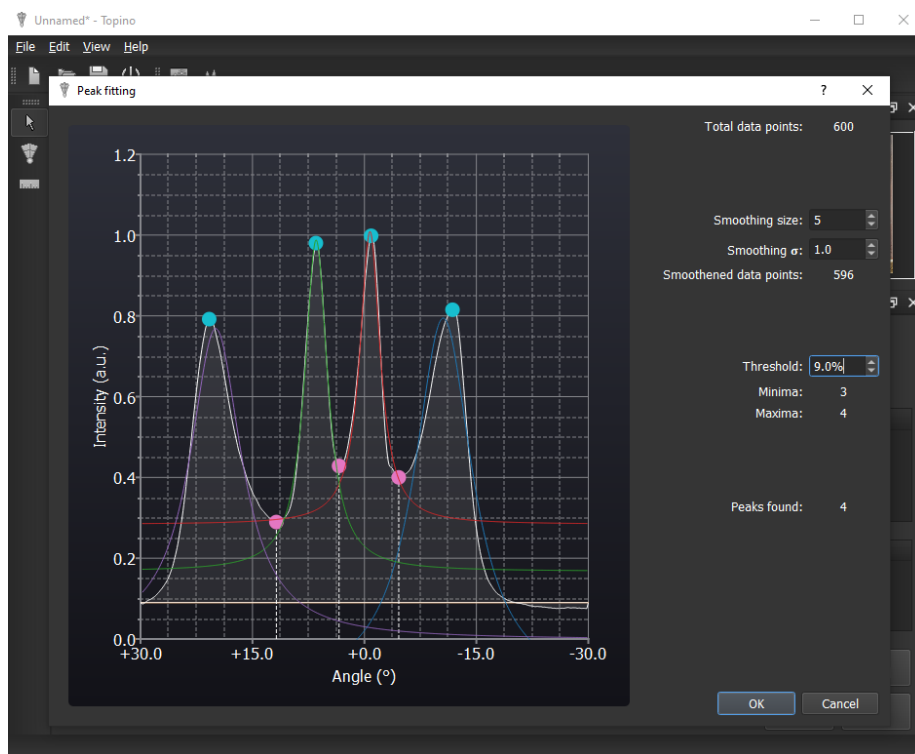 Unnamed* - Topino
File Edit View Help
Peak fitting ?
Total data points: 600
Smoothing size: 5
Smoothing σ: 1.0
Smoothened data points: 596
Threshold: 9.0%
Minima: 3
Maxima: 4
Peaks found: 4
1.2
1.0
0.8
0.6
0.4
0.2
0.0
Intensity (a.u.)
+30.0 +15.0 +0.0 -15.0 -30.0
Angle (°)
OK Cancel